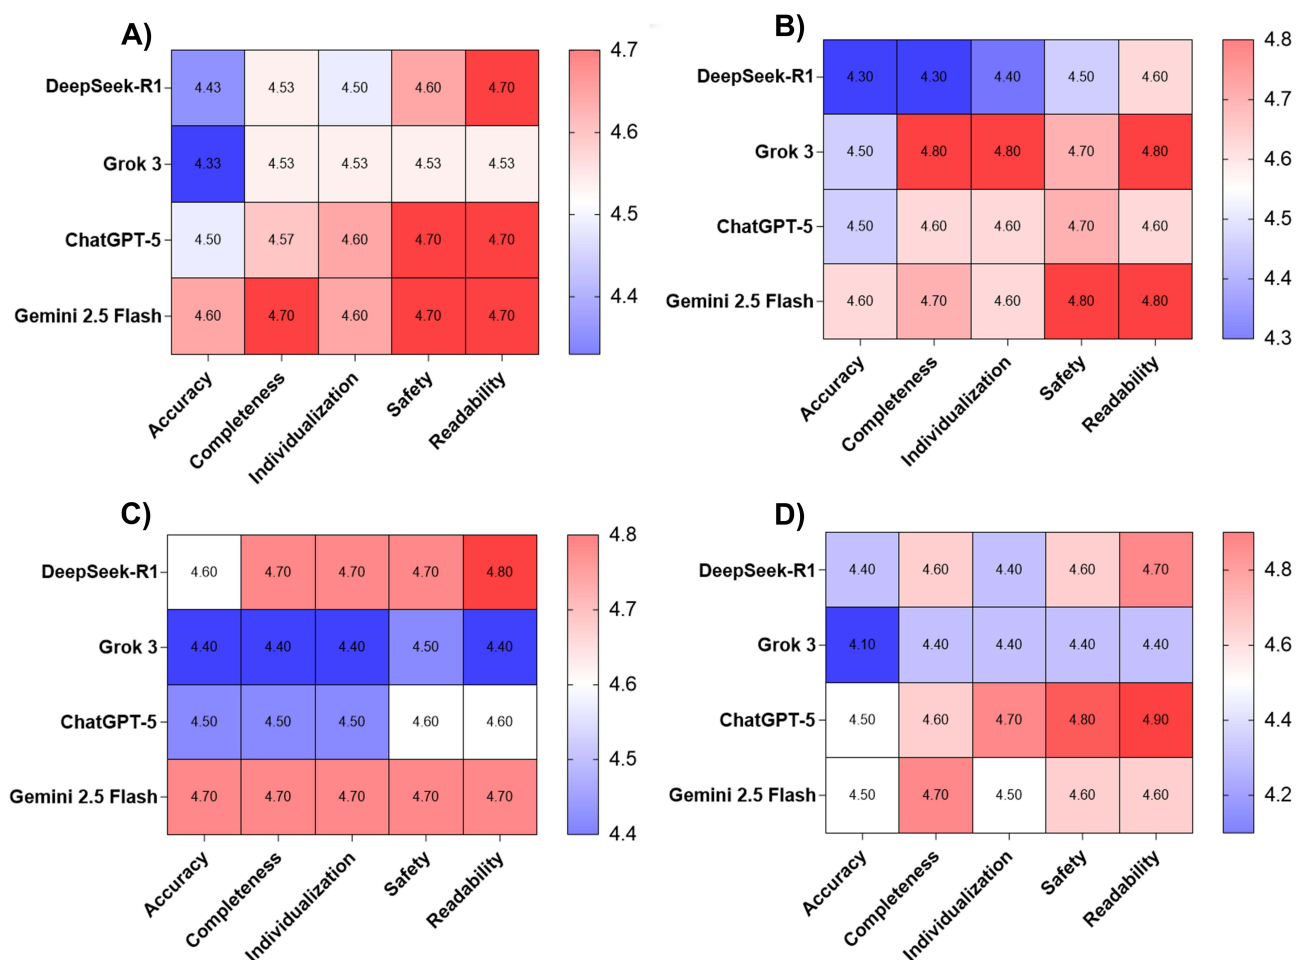 A)
DeepSeek-R1 4.43 4.53 4.50 4.60 4.70
Grok 3 4.33 4.53 4.53 4.53 4.53
ChatGPT-5 4.50 4.57 4.60 4.70 4.70
Gemini 2.5 Flash 4.60 4.70 4.60 4.70 4.70
Accuracy Completeness Individualization Safety Readability
4.7
4.6
4.5
4.4
B)
DeepSeek-R1 4.30 4.30 4.40 4.50 4.60
Grok 3 4.50 4.80 4.80 4.70 4.80
ChatGPT-5 4.50 4.60 4.60 4.70 4.60
Gemini 2.5 Flash 4.60 4.70 4.60 4.80 4.80
Accuracy Completeness Individualization Safety Readability
4.8
4.7
4.6
4.5
4.4
4.3
C)
DeepSeek-R1 4.60 4.70 4.70 4.70 4.80
Grok 3 4.40 4.40 4.40 4.50 4.40
ChatGPT-5 4.50 4.50 4.50 4.60 4.60
Gemini 2.5 Flash 4.70 4.70 4.70 4.70 4.70
Accuracy Completeness Individualization Safety Readability
4.8
4.7
4.6
4.5
4.4
D)
DeepSeek-R1 4.40 4.60 4.40 4.60 4.70
Grok 3 4.10 4.40 4.40 4.40 4.40
ChatGPT-5 4.50 4.60 4.70 4.80 4.90
Gemini 2.5 Flash 4.50 4.70 4.50 4.60 4.60
Accuracy Completeness Individualization Safety Readability
4.8
4.6
4.4
4.2